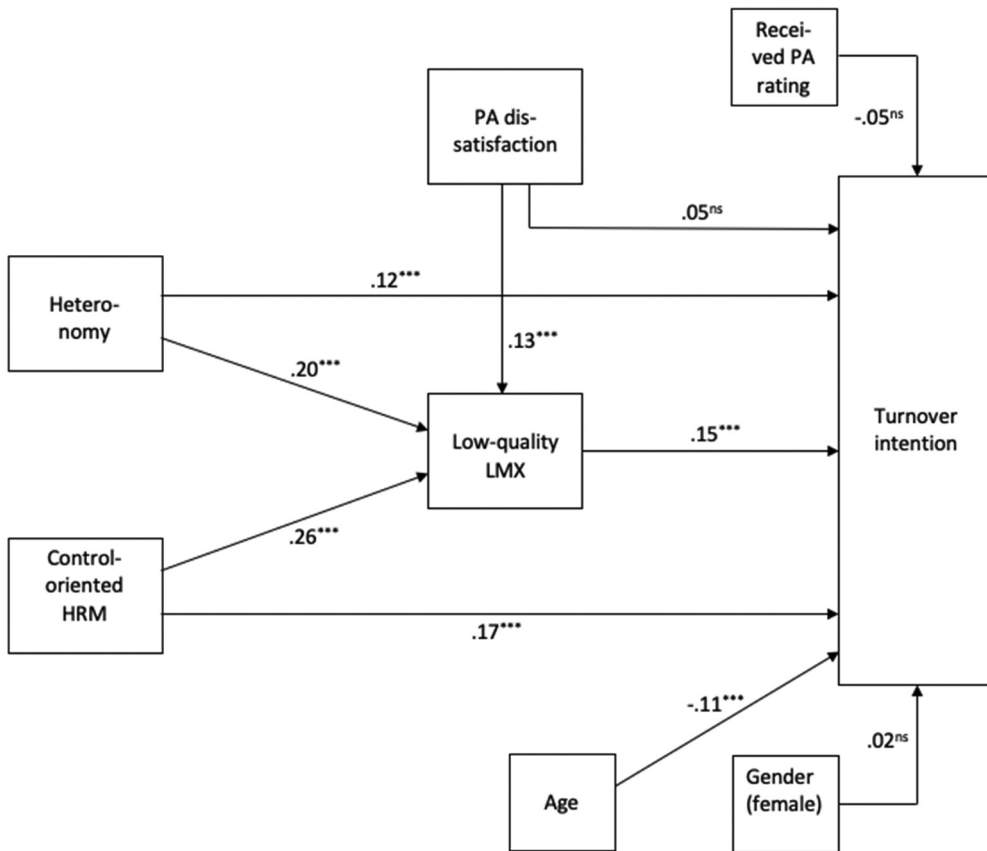 Recei-
ved PA
rating
-.05ns
PA dis-
satisfaction
.05ns
Hetero-
nomy
.12***
.20***
.13***
Low-quality
LMX
.15***
Turnover
intention
Control-
oriented
HRM
.26***
.17***
-.11***
Age
Gender
(female)
.02ns